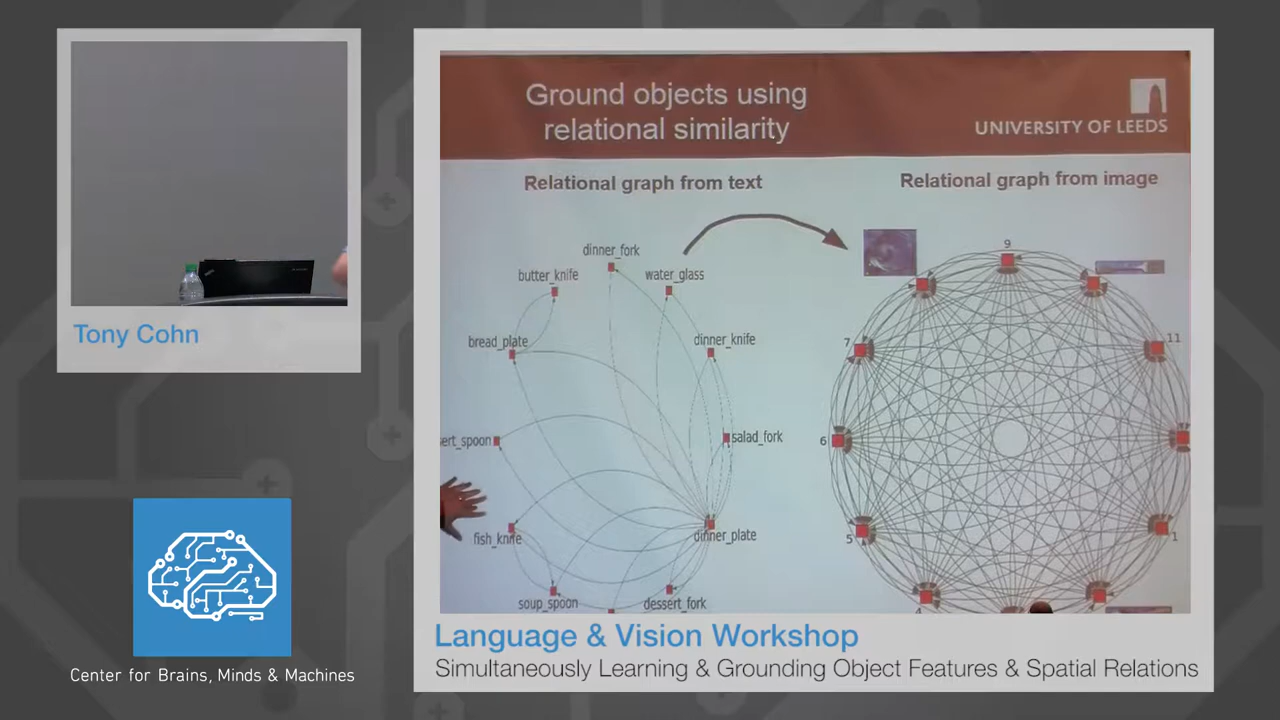 Ground objects using
relational similarity
UNIVERSITY OF LEEDS
Relational graph from text
Relational graph from image
dinner_fork
water_glass
butter_knife
bread_plate
dinner_knife
ert_spoon
salad_fork
fish_knife
dinner_plate
soup_spoon
dessert_fork
9
7
11
6
5
1
4
Tony Cohn
Center for Brains, Minds & Machines
Language & Vision Workshop
Simultaneously Learning & Grounding Object Features & Spatial Relations